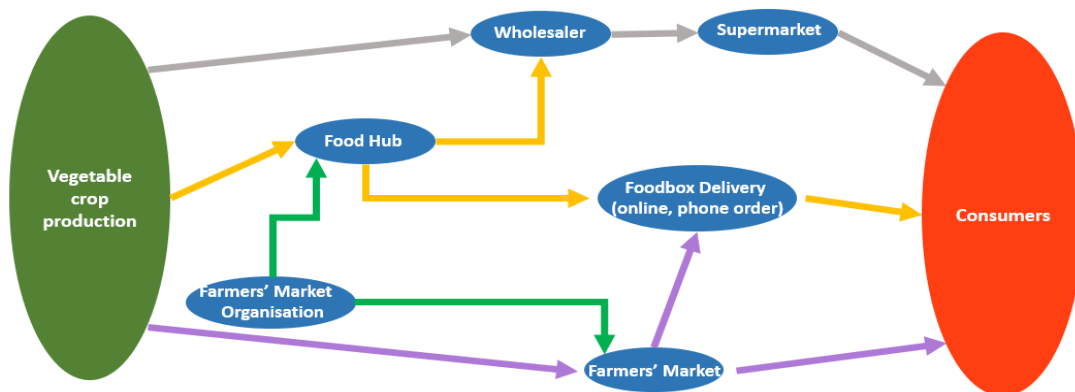 Wholesaler
Supermarket
Food Hub
Vegetable
crop
production
Foodbox Delivery
(online, phone order)
Consumers
Farmers’ Market
Organisation
Farmers’ Market